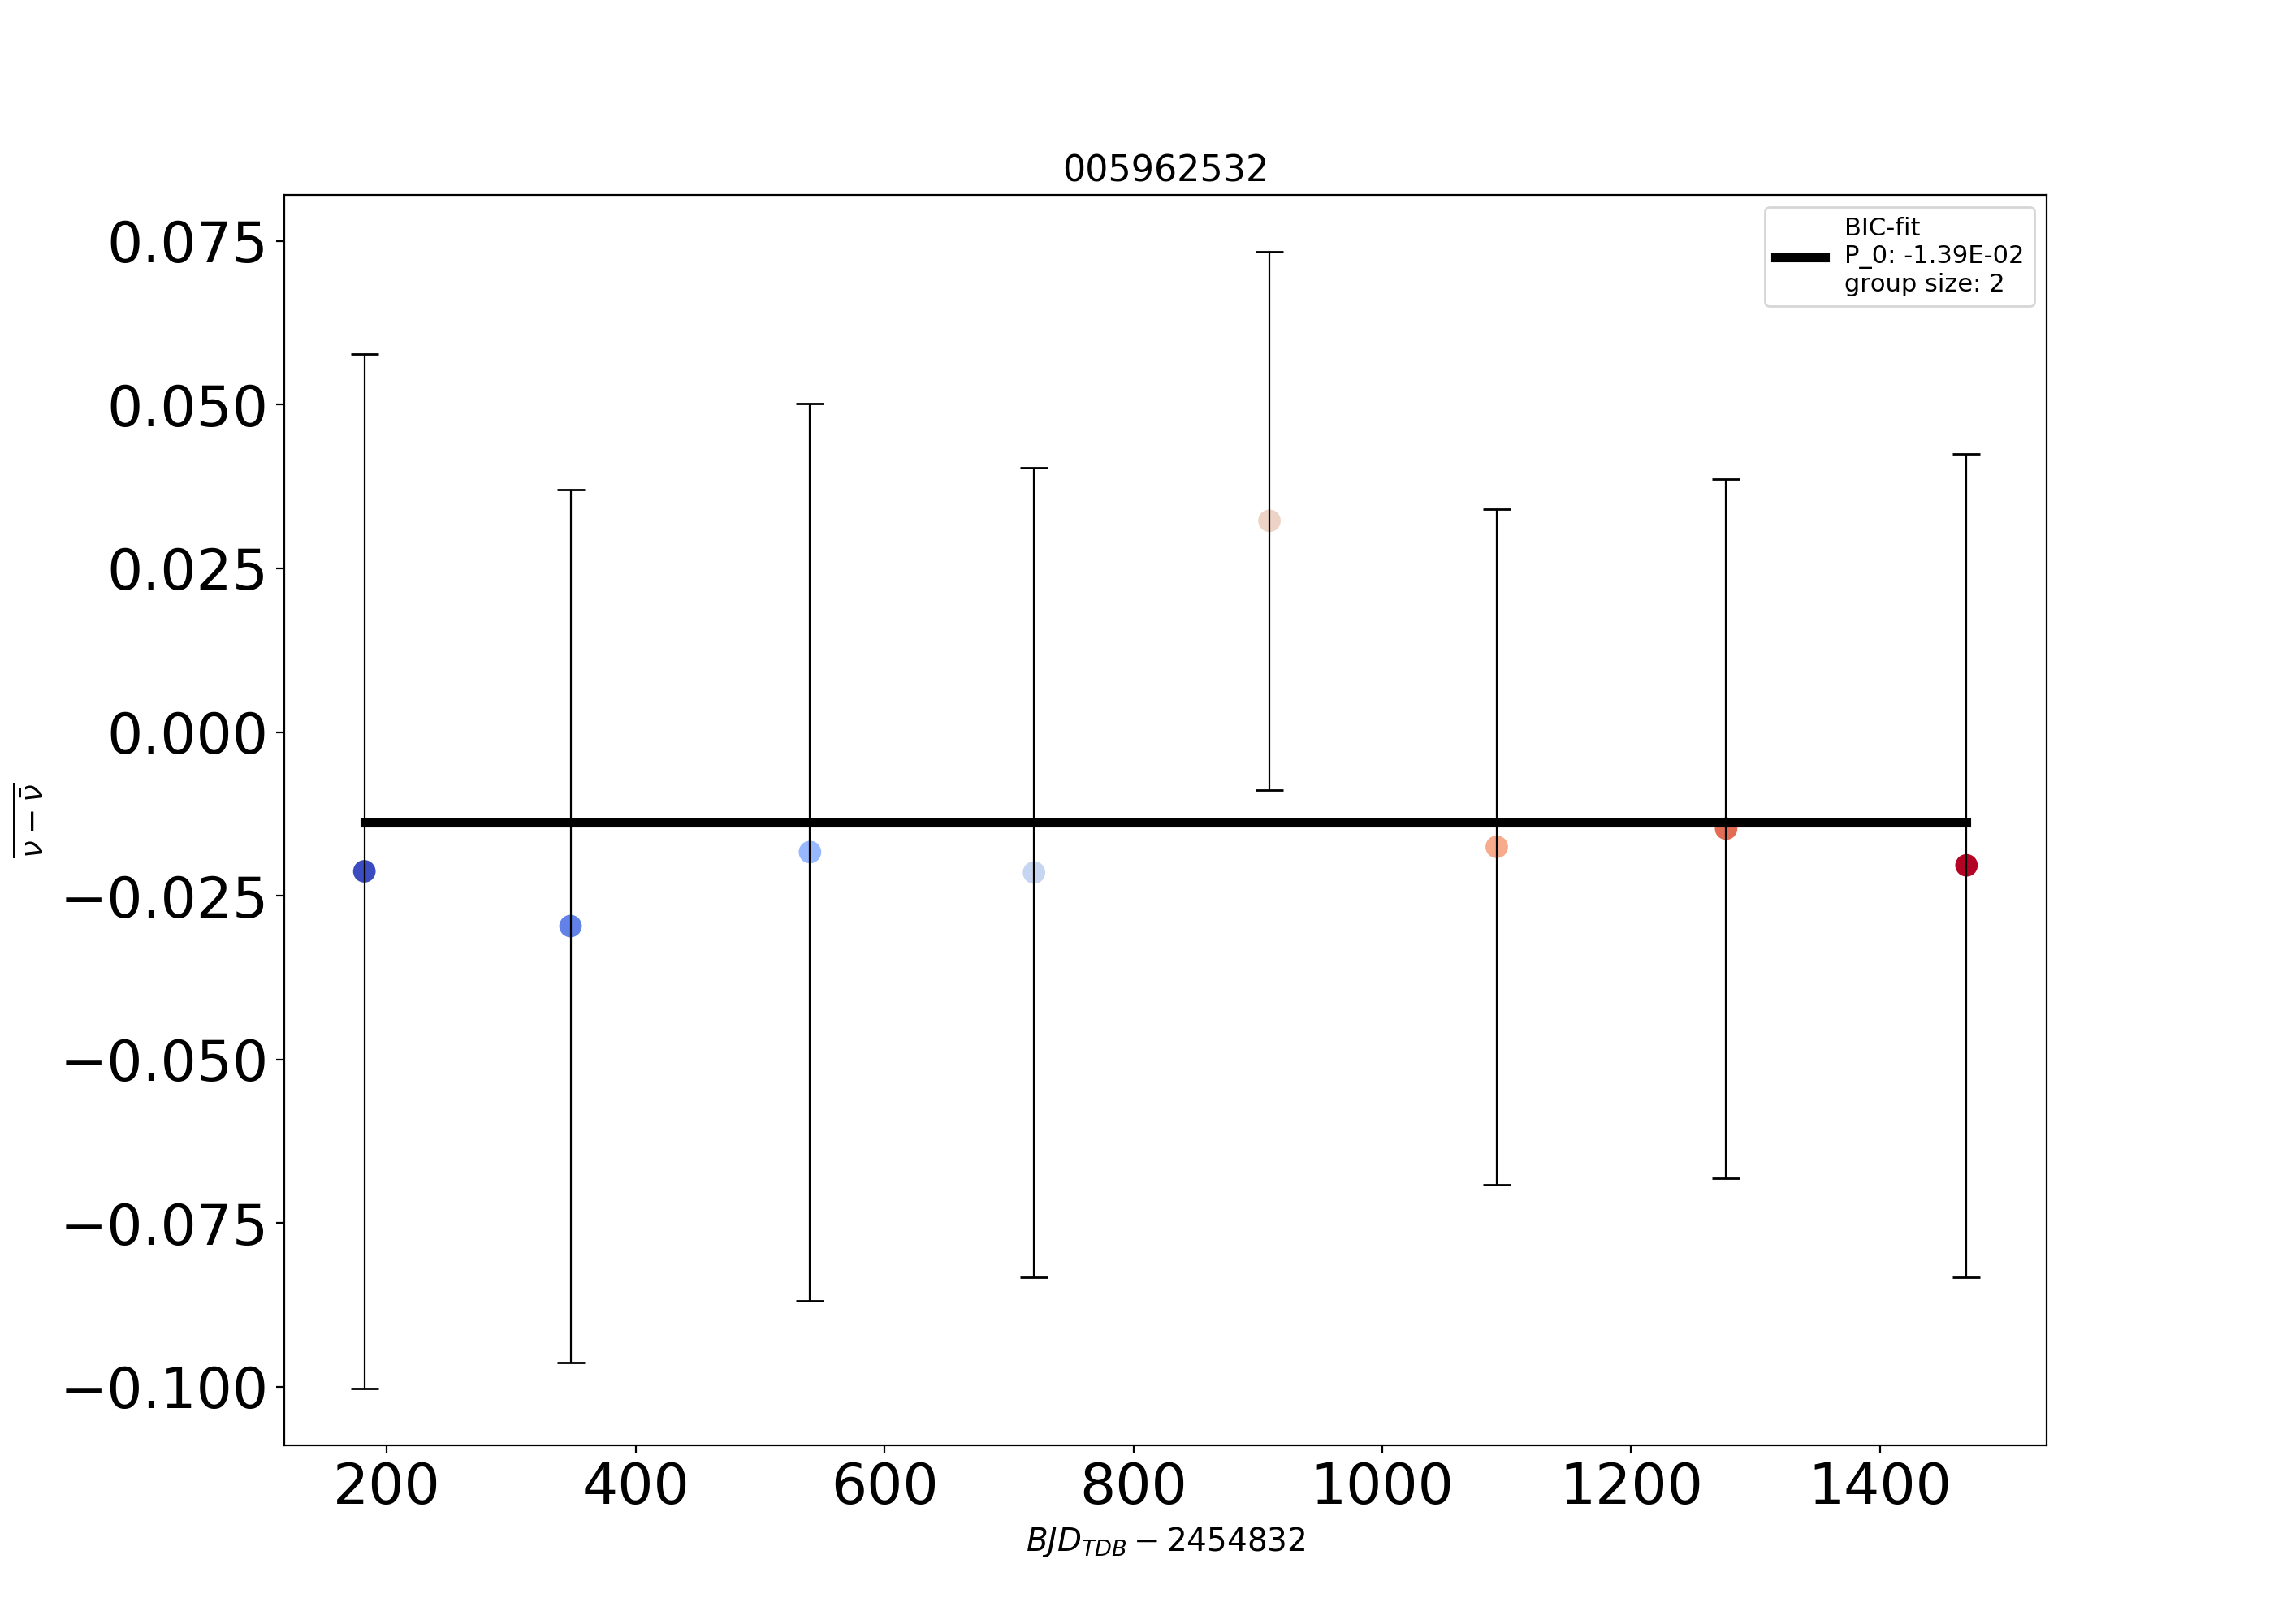 005962532
BIC-fit
P_0: -1.39E-02
group size: 2
0.075
0.050
0.025
0.000
−0.025
−0.050
−0.075
−0.100
ν − ν̄
200 400 600 800 1000 1200 1400
BJD_TDB − 2454832